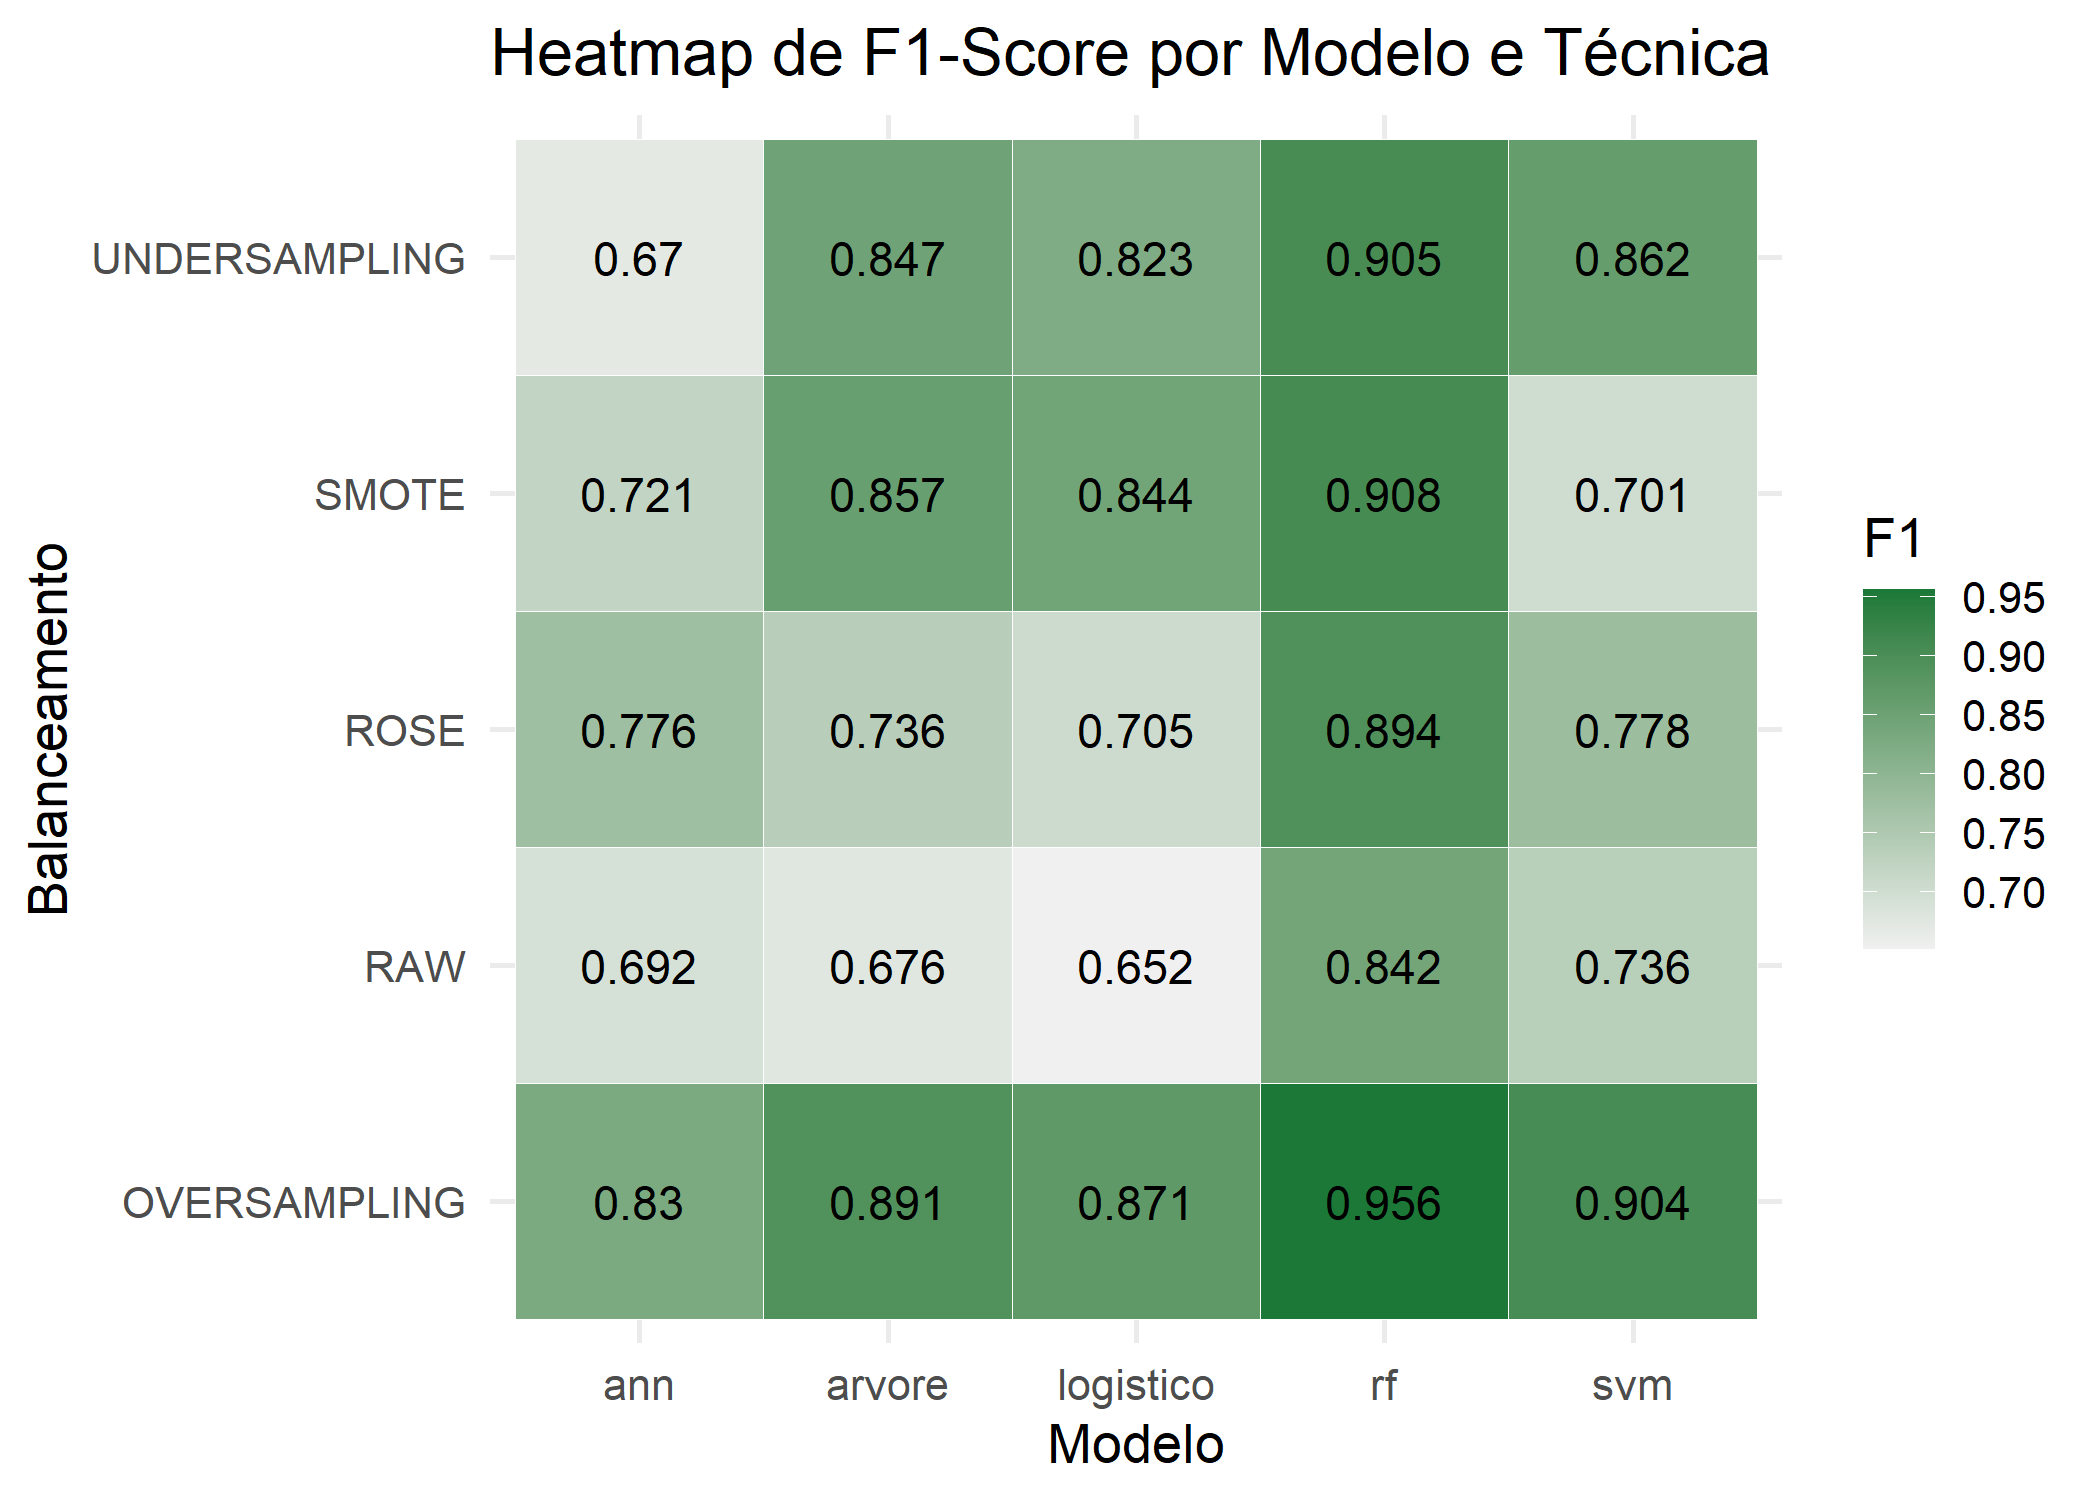 Heatmap de F1-Score por Modelo e Técnica
Balanceamento
UNDERSAMPLING 0.67 0.847 0.823 0.905 0.862
SMOTE 0.721 0.857 0.844 0.908 0.701
ROSE 0.776 0.736 0.705 0.894 0.778
RAW 0.692 0.676 0.652 0.842 0.736
OVERSAMPLING 0.83 0.891 0.871 0.956 0.904
ann arvore logistico rf svm
Modelo
F1
0.95
0.90
0.85
0.80
0.75
0.70